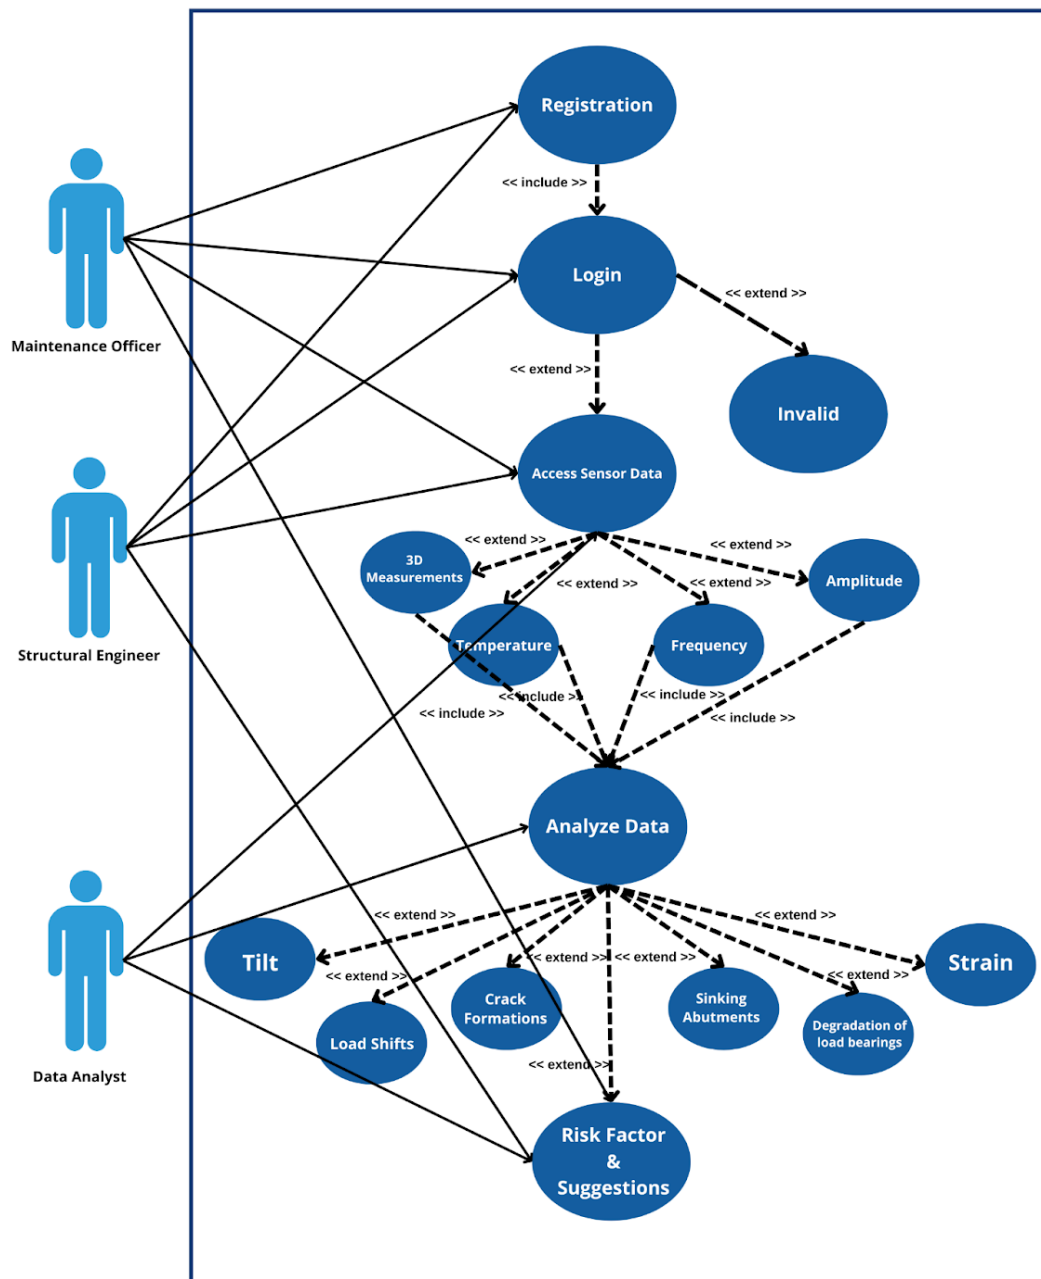 Registration
<< include >>
Login
<< extend >>
Maintenance Officer
<< extend >>
Invalid
Access Sensor Data
<< extend >>
<< extend >>
3D
Measurements
<< extend >>
<< extend >>
Amplitude
Temperature
Frequency
Structural Engineer
<< include >>
<< include >>
<< include >>
<< include >>
Analyze Data
<< extend >>
<< extend >>
Tilt
<< extend >>
<< extend >>
<< extend >>
<< extend >>
Strain
Crack
Formations
Sinking
Abutments
Degradation of
load bearings
Load Shifts
<< extend >>
Data Analyst
Risk Factor
&
Suggestions